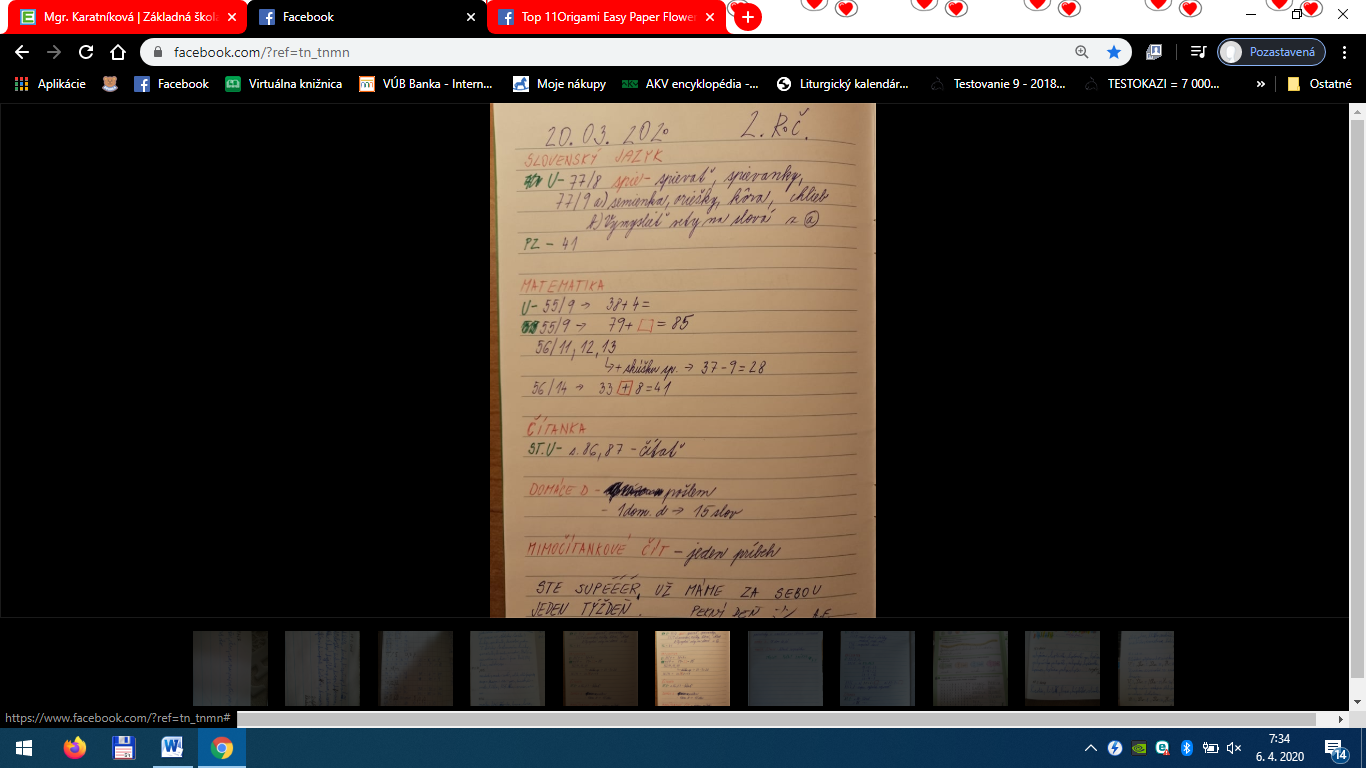 Mgr. Karatníková | Základná škol
Facebook
Top 11Origami Easy Paper Flower
facebook.com/?ref=tn_tnmn
Pozastavená
Aplikácie
Facebook
Virtuálna knižnica
VÚB Banka - Intern...
Moje nákupy
AKV encyklopédia -...
Liturgický kalendár...
Testovanie 9 - 2018...
TESTOKAZI = 7 000...
»
Ostatné
20.03. 2020 2. ROČ.
SLOVENSKÝ JAZYK
U- 77/8 spie- spievať, spievanky,
77/9 a) semienka, oriešky, kôra, chlieb
b) Vymyslieť vety na slová z a
PZ - 41
MATEMATIKA
U- 55/9 → 38+4=
55/9 → 79+ □ = 85
56/11, 12, 13
↳ + skúšku sp. → 37-9=28
56/14 → 33 + 8=41
ČÍTANKA
ST.U- s. 86, 87 - čítať
DOMÁCE D - pošlem
- 1 dom. d → 15 slov
MIMOČÍTANKOVÉ ČÍT - jeden príbeh
STE SUPÉÉÉR, UŽ MÁME ZA SEBOU
JEDEN TÝŽDEŇ. PEKNÝ DEŇ :-)
https://www.facebook.com/?ref=tn_tnmn#
7:34
6. 4. 2020
14